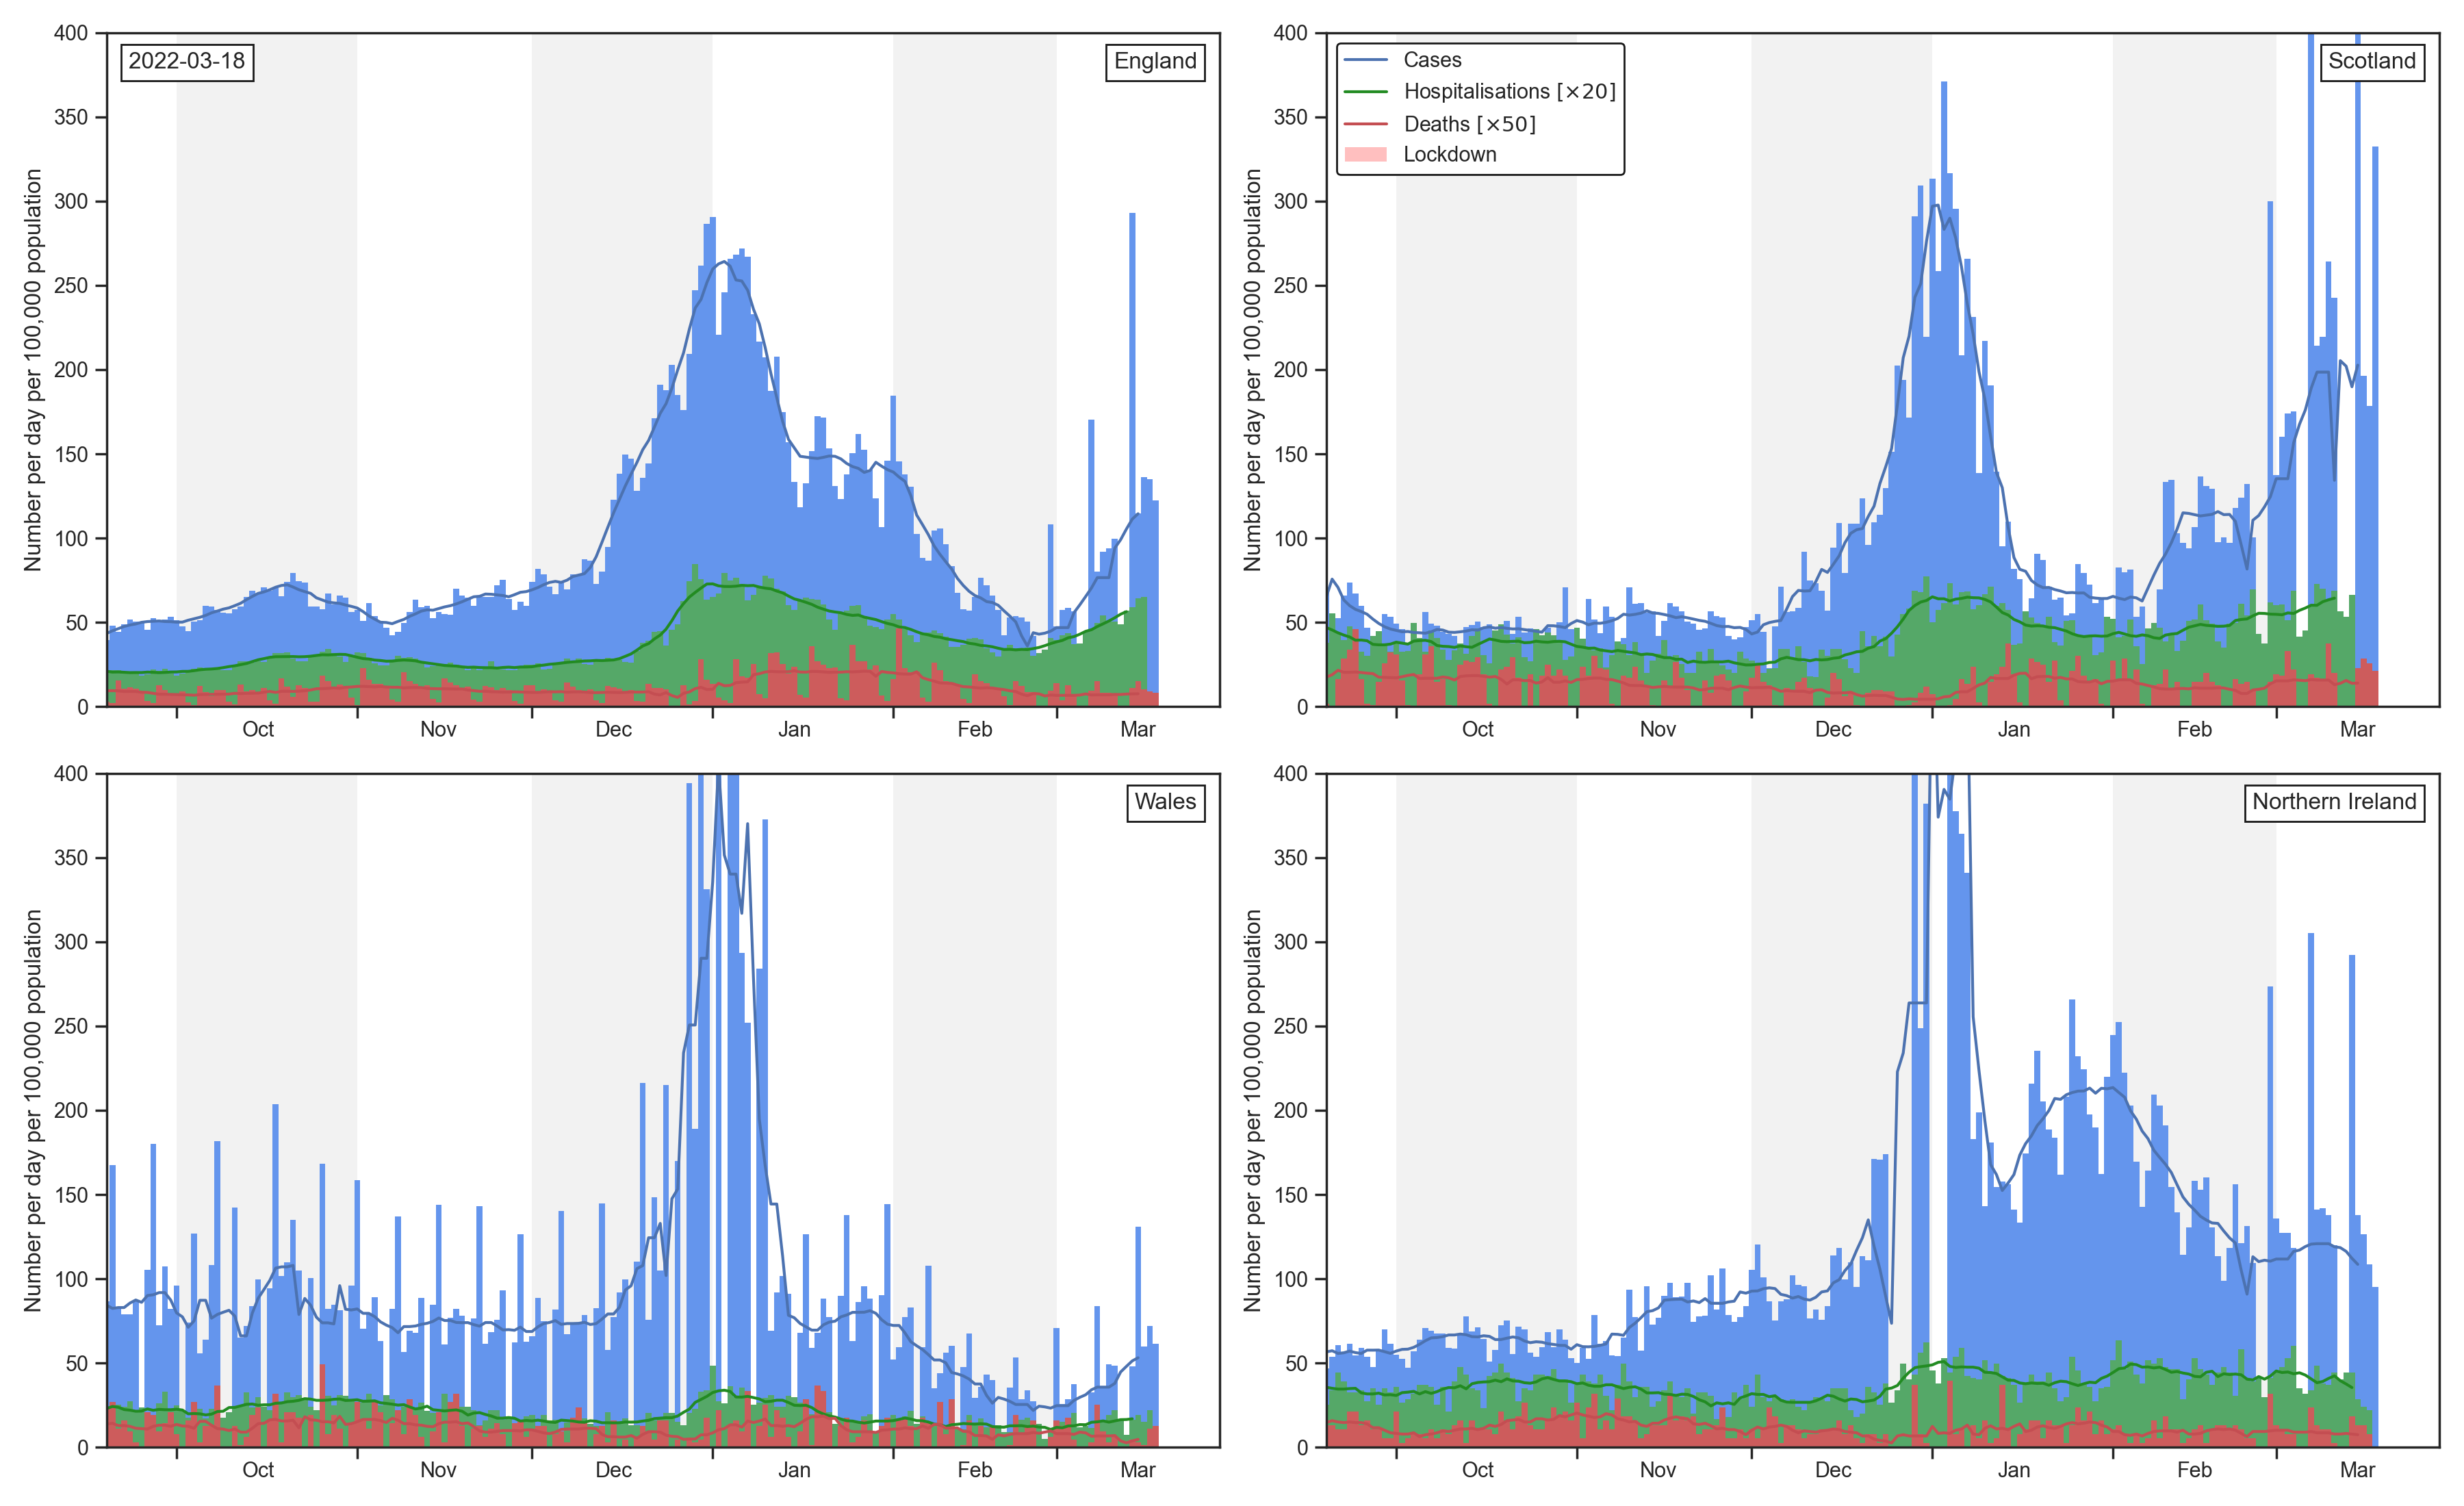 2022-03-18
England
Number per day per 100,000 population
400
350
300
250
200
150
100
50
0
Oct
Nov
Dec
Jan
Feb
Mar
Scotland
Cases
Hospitalisations [×20]
Deaths [×50]
Lockdown
Number per day per 100,000 population
400
350
300
250
200
150
100
50
0
Oct
Nov
Dec
Jan
Feb
Mar
Wales
Number per day per 100,000 population
400
350
300
250
200
150
100
50
0
Oct
Nov
Dec
Jan
Feb
Mar
Northern Ireland
Number per day per 100,000 population
400
350
300
250
200
150
100
50
0
Oct
Nov
Dec
Jan
Feb
Mar